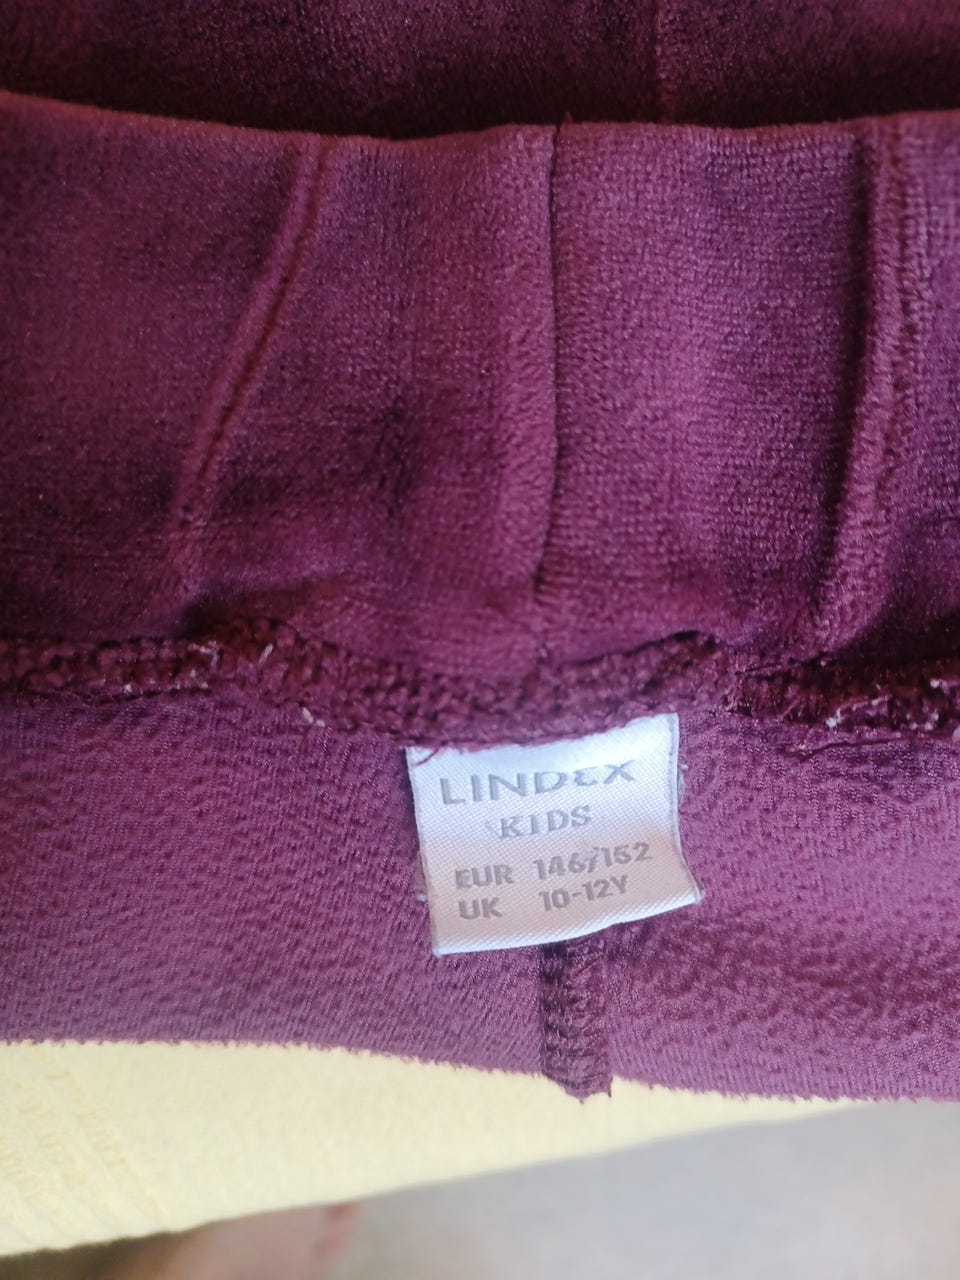 LINDEX
KIDS
EUR 146/152
UK 10-12Y